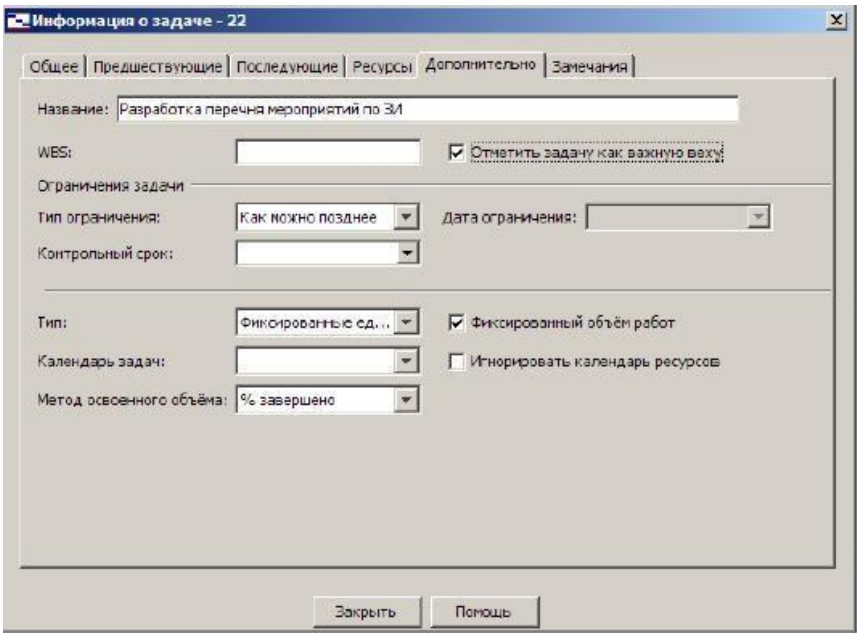 Информация о задаче - 22
Общее Предшествующие Последующие Ресурсы Дополнительно Замечания
Название: Разработка перечня мероприятий по ЗИ
WBS: Отметить задачу как важную веху
Ограничения задачи
Тип ограничения: Как можно позднее Дата ограничения:
Контрольный срок:
Тип: Фиксированные ед... Фиксированный объём работ
Календарь задач: Игнорировать календарь ресурсов
Метод освоенного объёма: % завершено
Закрыть Помощь